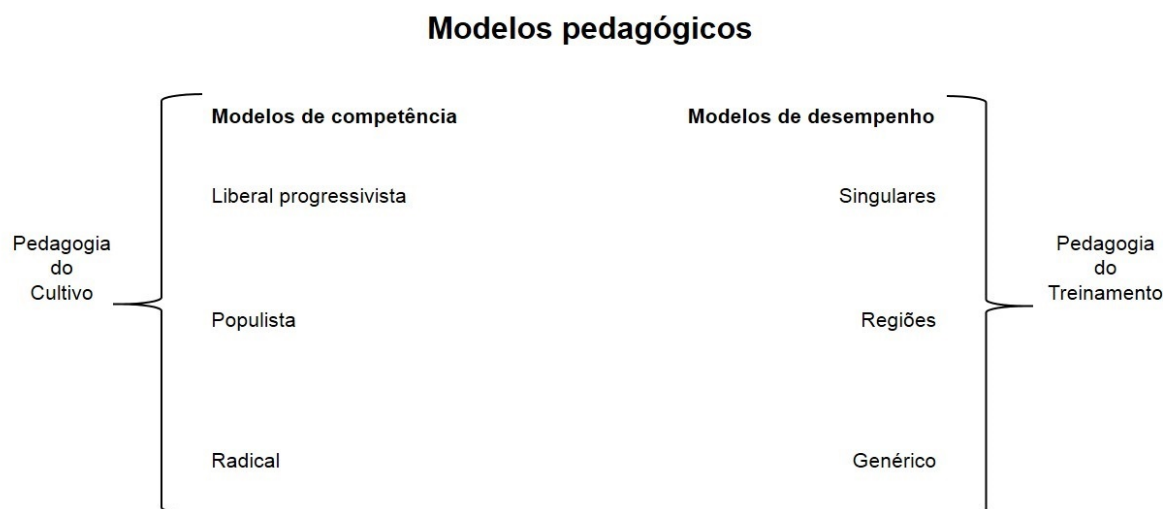 Modelos pedagógicos
Modelos de competência
Modelos de desempenho
Liberal progressivista
Singulares
Pedagogia
do
Cultivo
Pedagogia
do
Treinamento
Populista
Regiões
Radical
Genérico